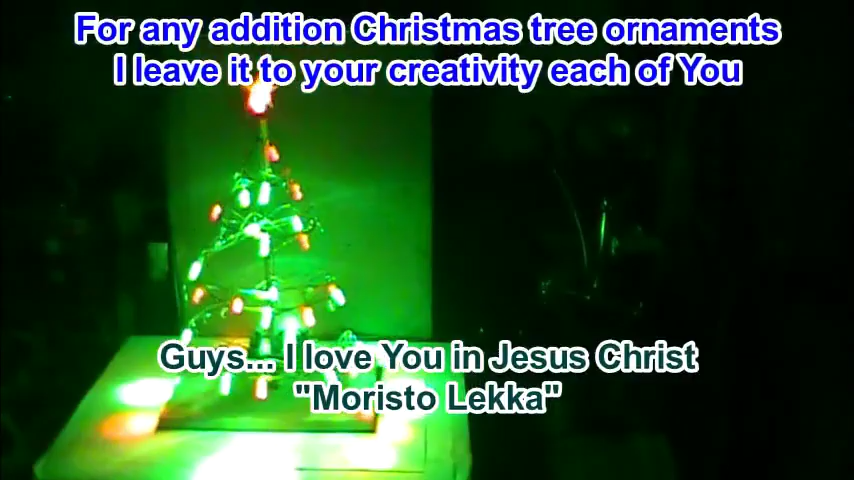 For any addition Christmas tree ornaments
I leave it to your creativity each of You
Guys... I love You in Jesus Christ
"Moristo Lekka"